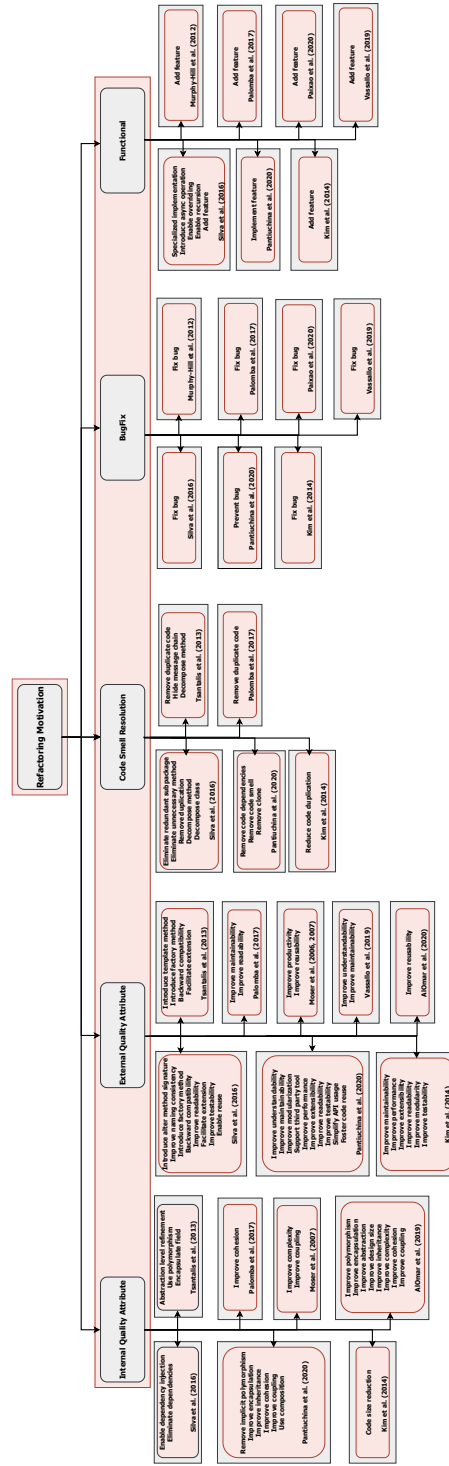 Refactoring Motivation
Internal Quality Attribute
External Quality Attribute
Code Smell Resolution
BugFix
Functional
Enable dependency injection
Eliminate dependencies
Silva et al. (2016)
Abstraction level refinement
Use polymorphism
Encapsulate field
Tsantalis et al. (2013)
Improve cohesion
Palomba et al. (2017)
Remove implicit polymorphism
Improve encapsulation
Improve inheritance
Improve cohesion
Improve coupling
Use composition
Pantiuchina et al. (2020)
Improve complexity
Improve coupling
Moser et al. (2007)
Code size reduction
Kim et al. (2014)
Improve polymorphism
Improve encapsulation
Improve abstraction
Improve design size
Improve inheritance
Improve complexity
Improve cohesion
Improve coupling
AlOmar et al. (2019)
Introduce alter method signature
Improve naming consistency
Introduce factory method
Backward compatibility
Improve readability
Facilitate extension
Improve testability
Enable reuse
Silva et al. (2016)
Introduce template method
Introduce factory method
Backward compatibility
Facilitate extension
Tsantalis et al. (2013)
Improve maintainability
Improve readability
Palomba et al. (2017)
Improve understandability
Improve maintainability
Improve modularization
Support third party tool
Improve performance
Improve extensibility
Improve readability
Improve testability
Simplify API usage
Foster code reuse
Pantiuchina et al. (2020)
Improve productivity
Improve reusability
Moser et al. (2006, 2007)
Improve understandability
Improve maintainability
Vassallo et al. (2019)
Improve maintainability
Improve performance
Improve extensibility
Improve readability
Improve modularity
Improve testability
Kim et al. (2014)
Improve reusability
AlOmar et al. (2020)
Eliminate redundant subpackage
Eliminate unnecessary method
Remove duplication
Decompose method
Decompose class
Silva et al. (2016)
Remove duplicate code
Hide message chain
Decompose method
Tsantalis et al. (2013)
Remove code dependencies
Remove code smell
Remove clone
Pantiuchina et al. (2020)
Remove duplicate code
Palomba et al. (2017)
Reduce code duplication
Kim et al. (2014)
Fix bug
Silva et al. (2016)
Fix bug
Murphy-Hill et al. (2012)
Prevent bug
Pantiuchina et al. (2020)
Fix bug
Palomba et al. (2017)
Fix bug
Kim et al. (2014)
Fix bug
Paixao et al. (2020)
Fix bug
Vassallo et al. (2019)
Specialized implementation
Introduce async operation
Enable overriding
Enable recursion
Add feature
Silva et al. (2016)
Add feature
Murphy-Hill et al. (2012)
Implement feature
Pantiuchina et al. (2020)
Add feature
Palomba et al. (2017)
Add feature
Kim et al. (2014)
Add feature
Paixao et al. (2020)
Add feature
Vassallo et al. (2019)